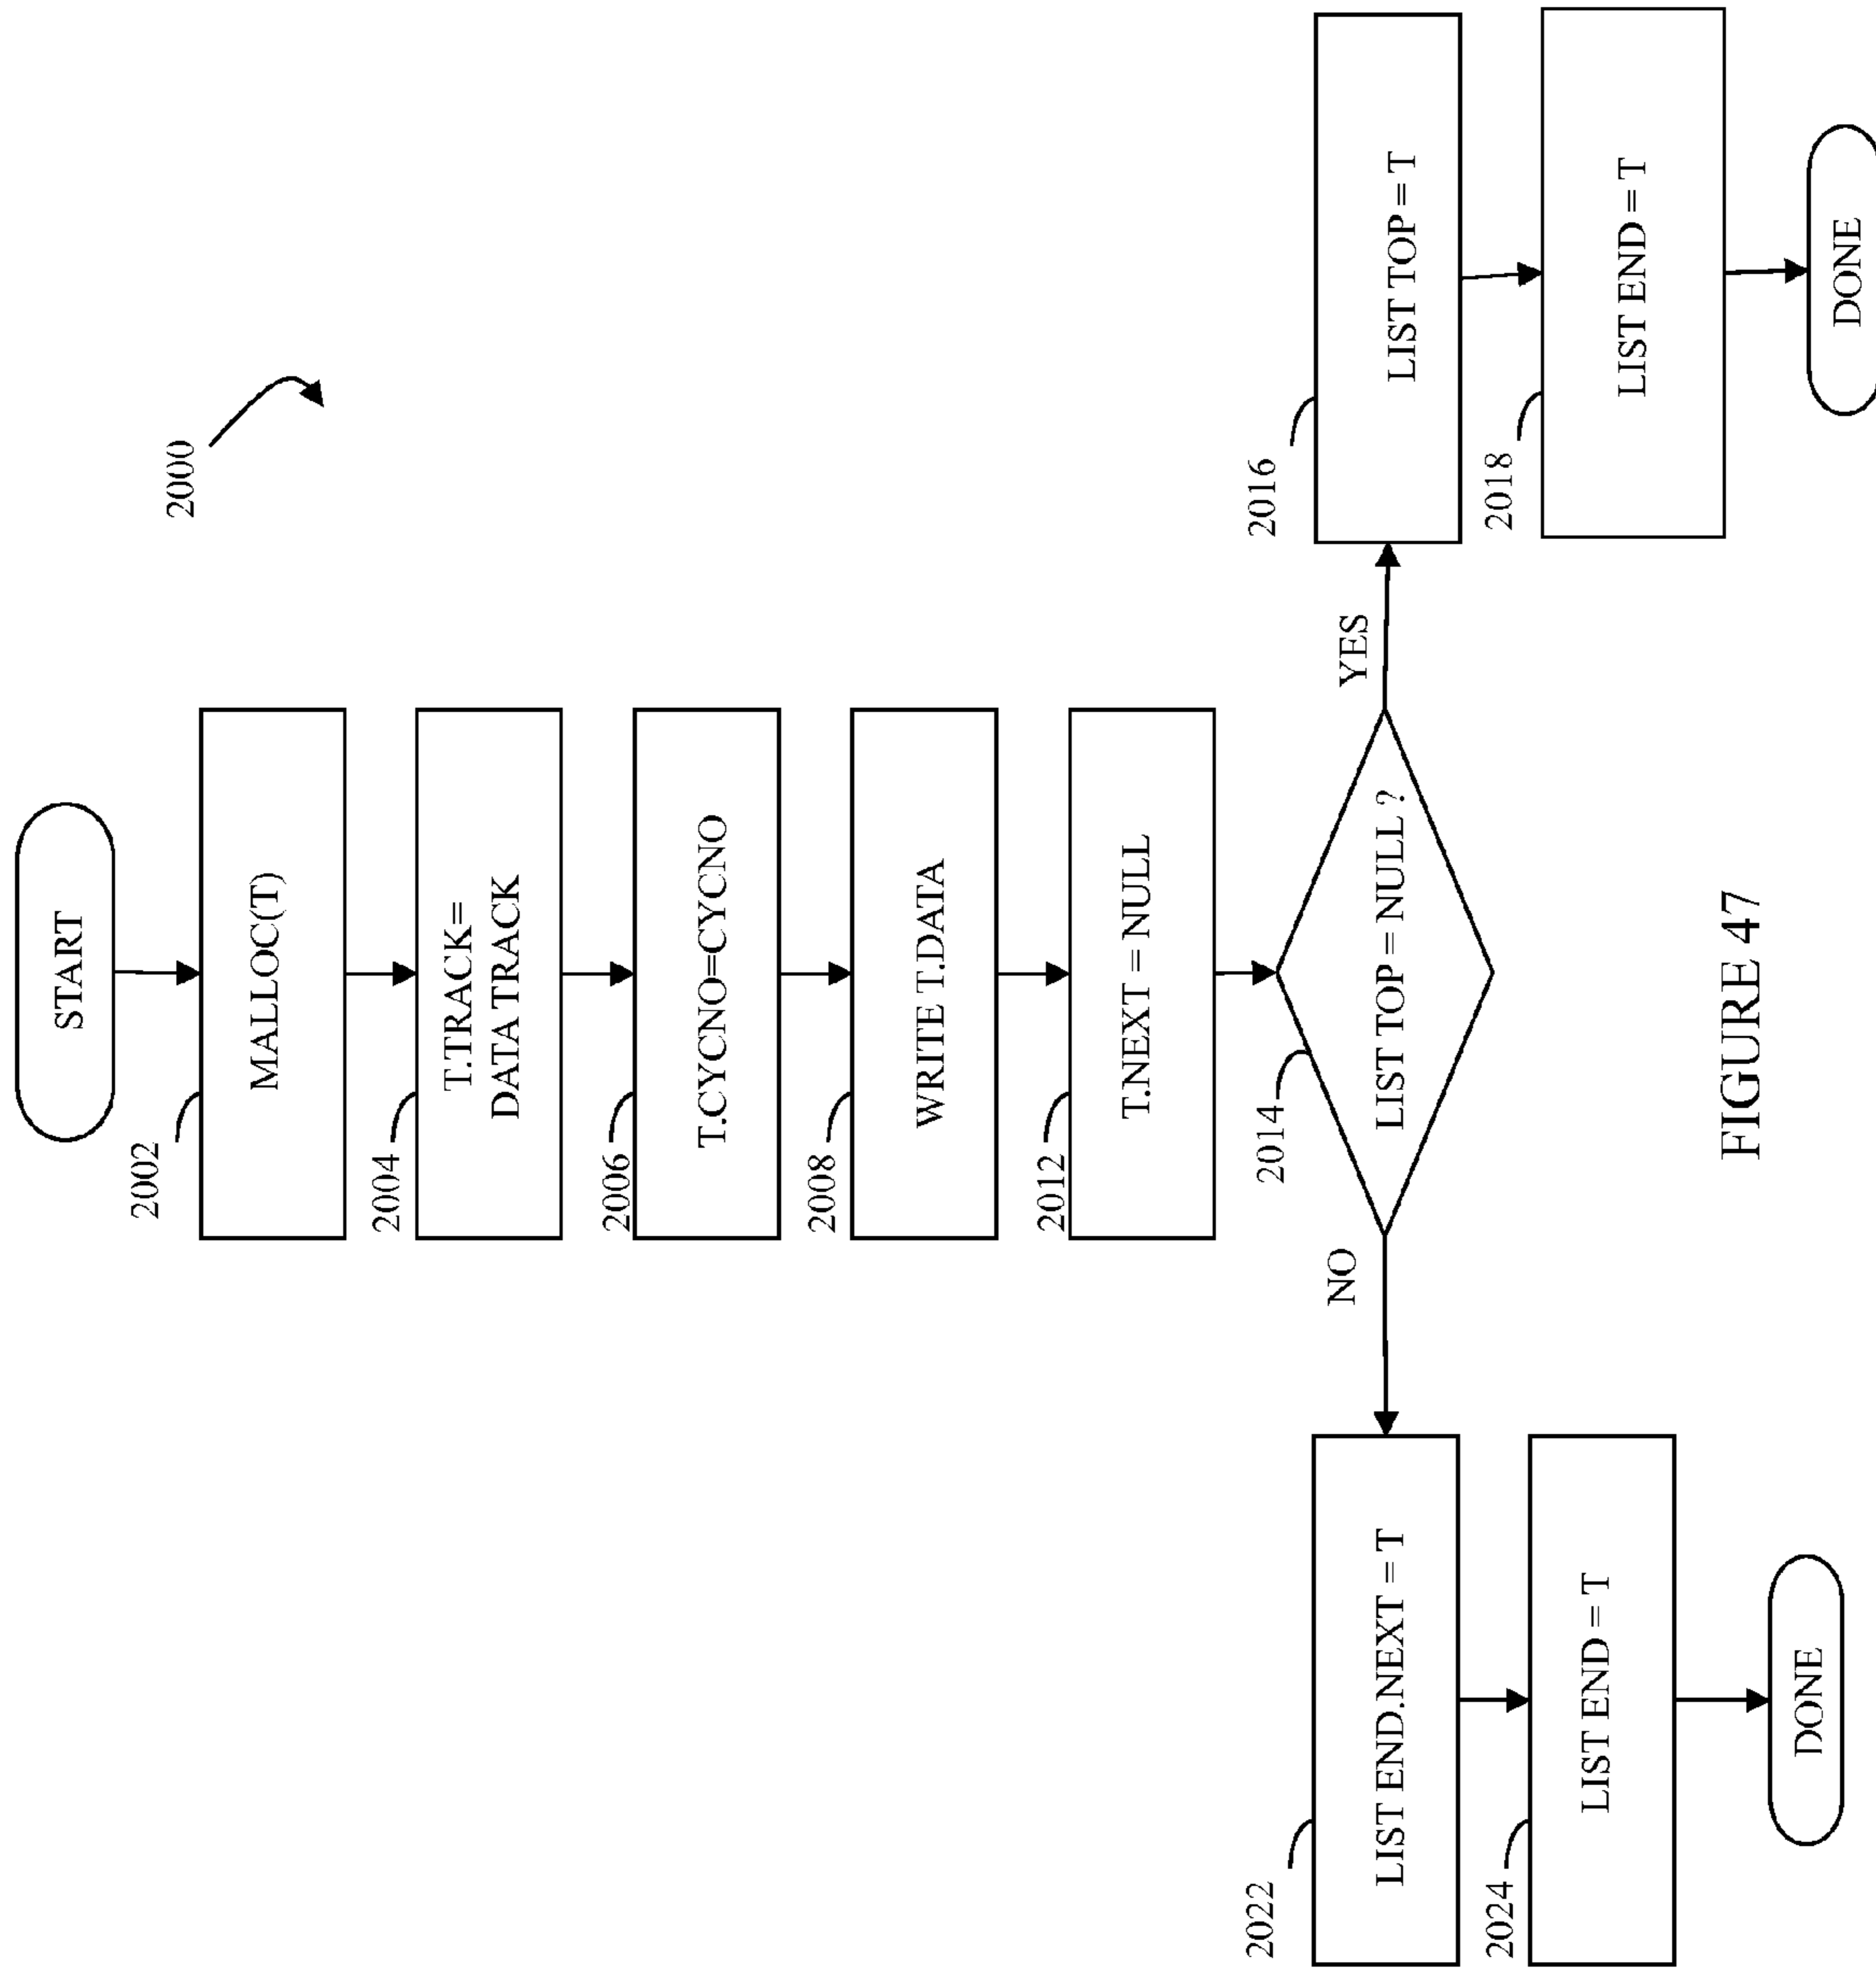 2000
START
2002
MALLOC(T)
2004
T.TRACK=
DATA TRACK
2006
T.CYCNO=CYCNO
2008
WRITE T.DATA
2012
T.NEXT = NULL
2014
LIST TOP = NULL ?
NO
YES
2022
LIST END.NEXT = T
2024
LIST END = T
DONE
2016
LIST TOP = T
2018
LIST END = T
DONE
FIGURE 47